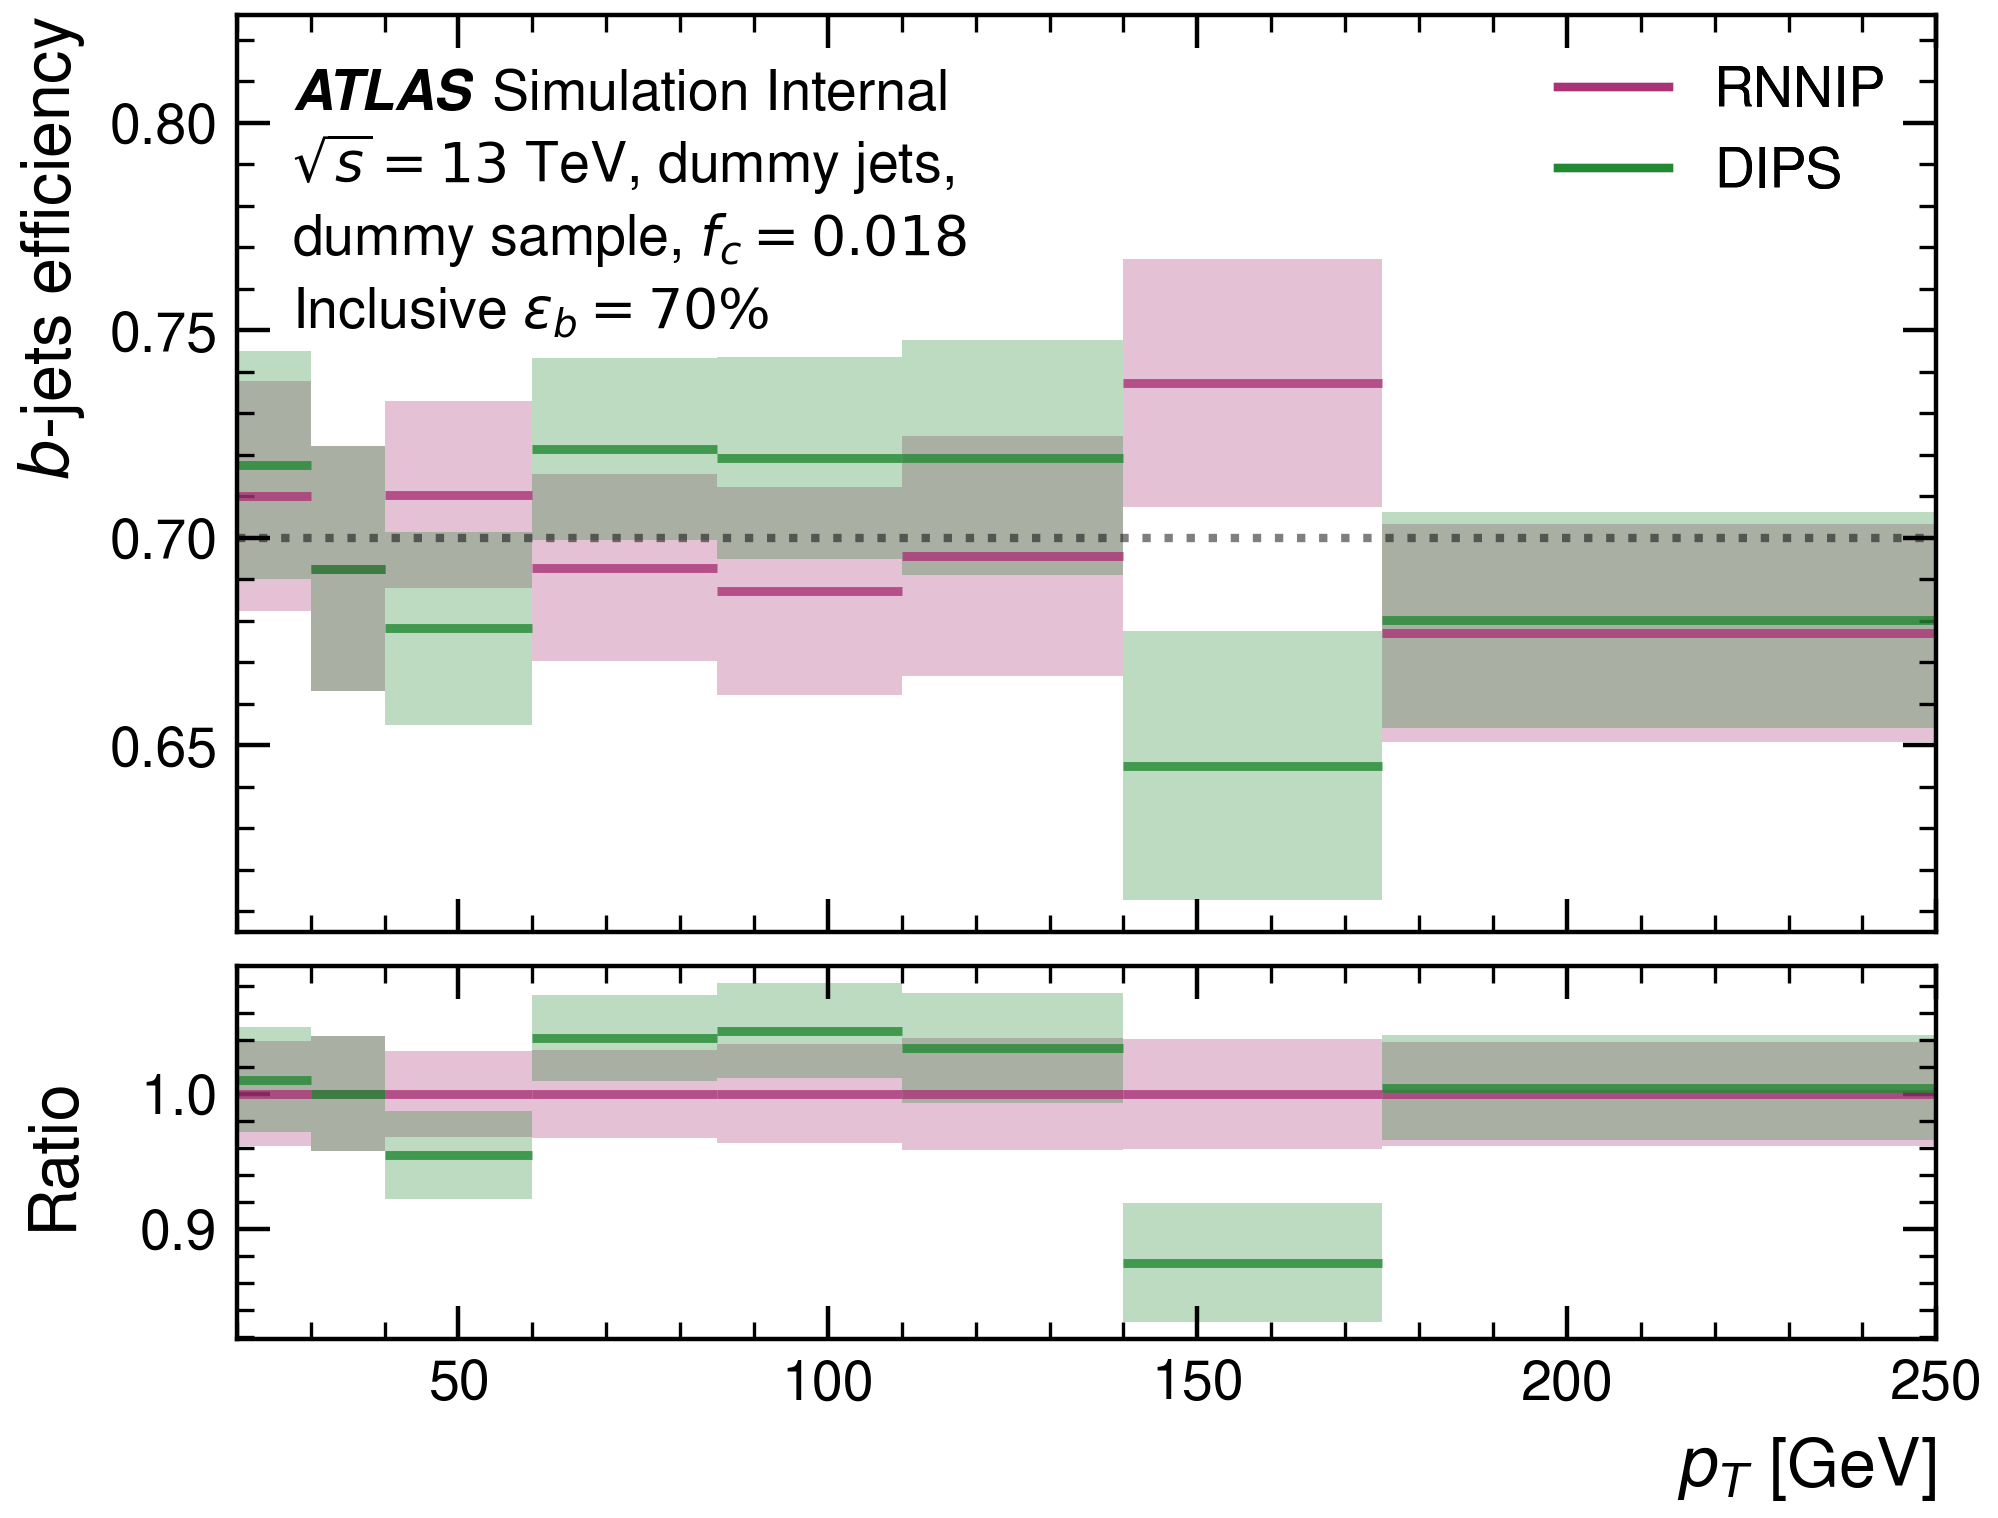 b-jets efficiency
0.80
0.75
0.70
0.65
ATLAS Simulation Internal
√s = 13 TeV, dummy jets,
dummy sample, f_c = 0.018
Inclusive ε_b = 70%
RNNIP
DIPS
Ratio
1.0
0.9
50 100 150 200 250
p_T [GeV]